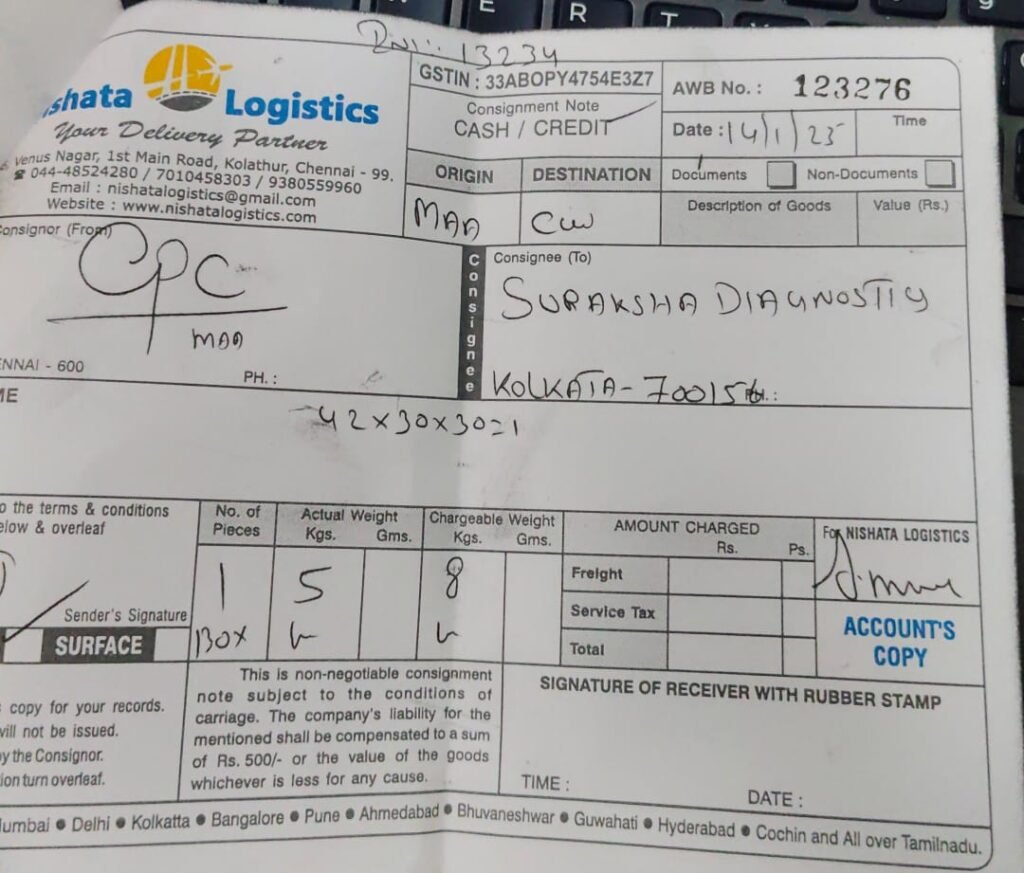 Nishata Logistics
Your Delivery Partner
Venus Nagar, 1st Main Road, Kolathur, Chennai - 99.
044-48524280 / 7010458303 / 9380559960
Email : nishatalogistics@gmail.com
Website : www.nishatalogistics.com
13234
GSTIN : 33ABOPY4754E3Z7
Consignment Note
CASH / CREDIT
AWB No. : 123276
Date : 14/1/25
Time
ORIGIN DESTINATION
MAA CCU
Documents Non-Documents
Description of Goods Value (Rs.)
Consignor (From)
CPC
MAA
ENNAI - 600
PH. :
Consignee
Consignee (To)
SURAKSHA DIAGNOSTIC
KOLKATA - 700156
ME
42x30x30=1
o the terms & conditions
elow & overleaf
Sender's Signature
SURFACE
No. of Pieces
1
BOX
Actual Weight
Kgs. Gms.
5
Chargeable Weight
Kgs. Gms.
8
AMOUNT CHARGED
Rs. Ps.
Freight
Service Tax
Total
For NISHATA LOGISTICS
ACCOUNT'S
COPY
copy for your records.
will not be issued.
by the Consignor.
ion turn overleaf.
This is non-negotiable consignment
note subject to the conditions of
carriage. The company's liability for the
mentioned shall be compensated to a sum
of Rs. 500/- or the value of the goods
whichever is less for any cause.
SIGNATURE OF RECEIVER WITH RUBBER STAMP
TIME :
DATE :
Mumbai ● Delhi ● Kolkatta ● Bangalore ● Pune ● Ahmedabad ● Bhuvaneshwar ● Guwahati ● Hyderabad ● Cochin and All over Tamilnadu.
E
R
T